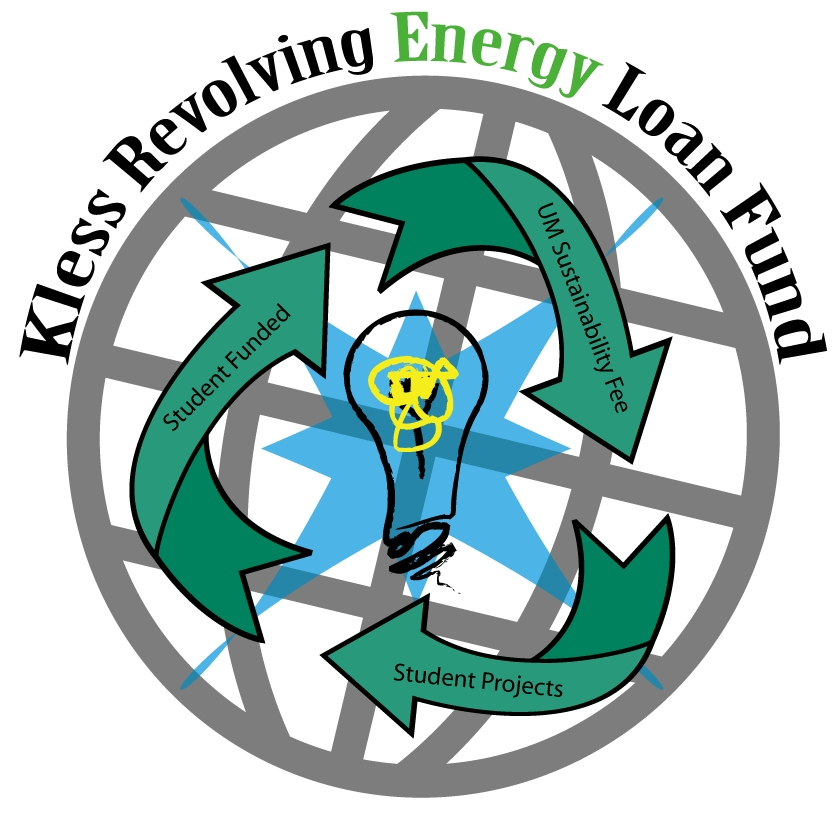 Kless Revolving Energy Loan Fund
UM Sustainability Fee
Student Funded
Student Projects